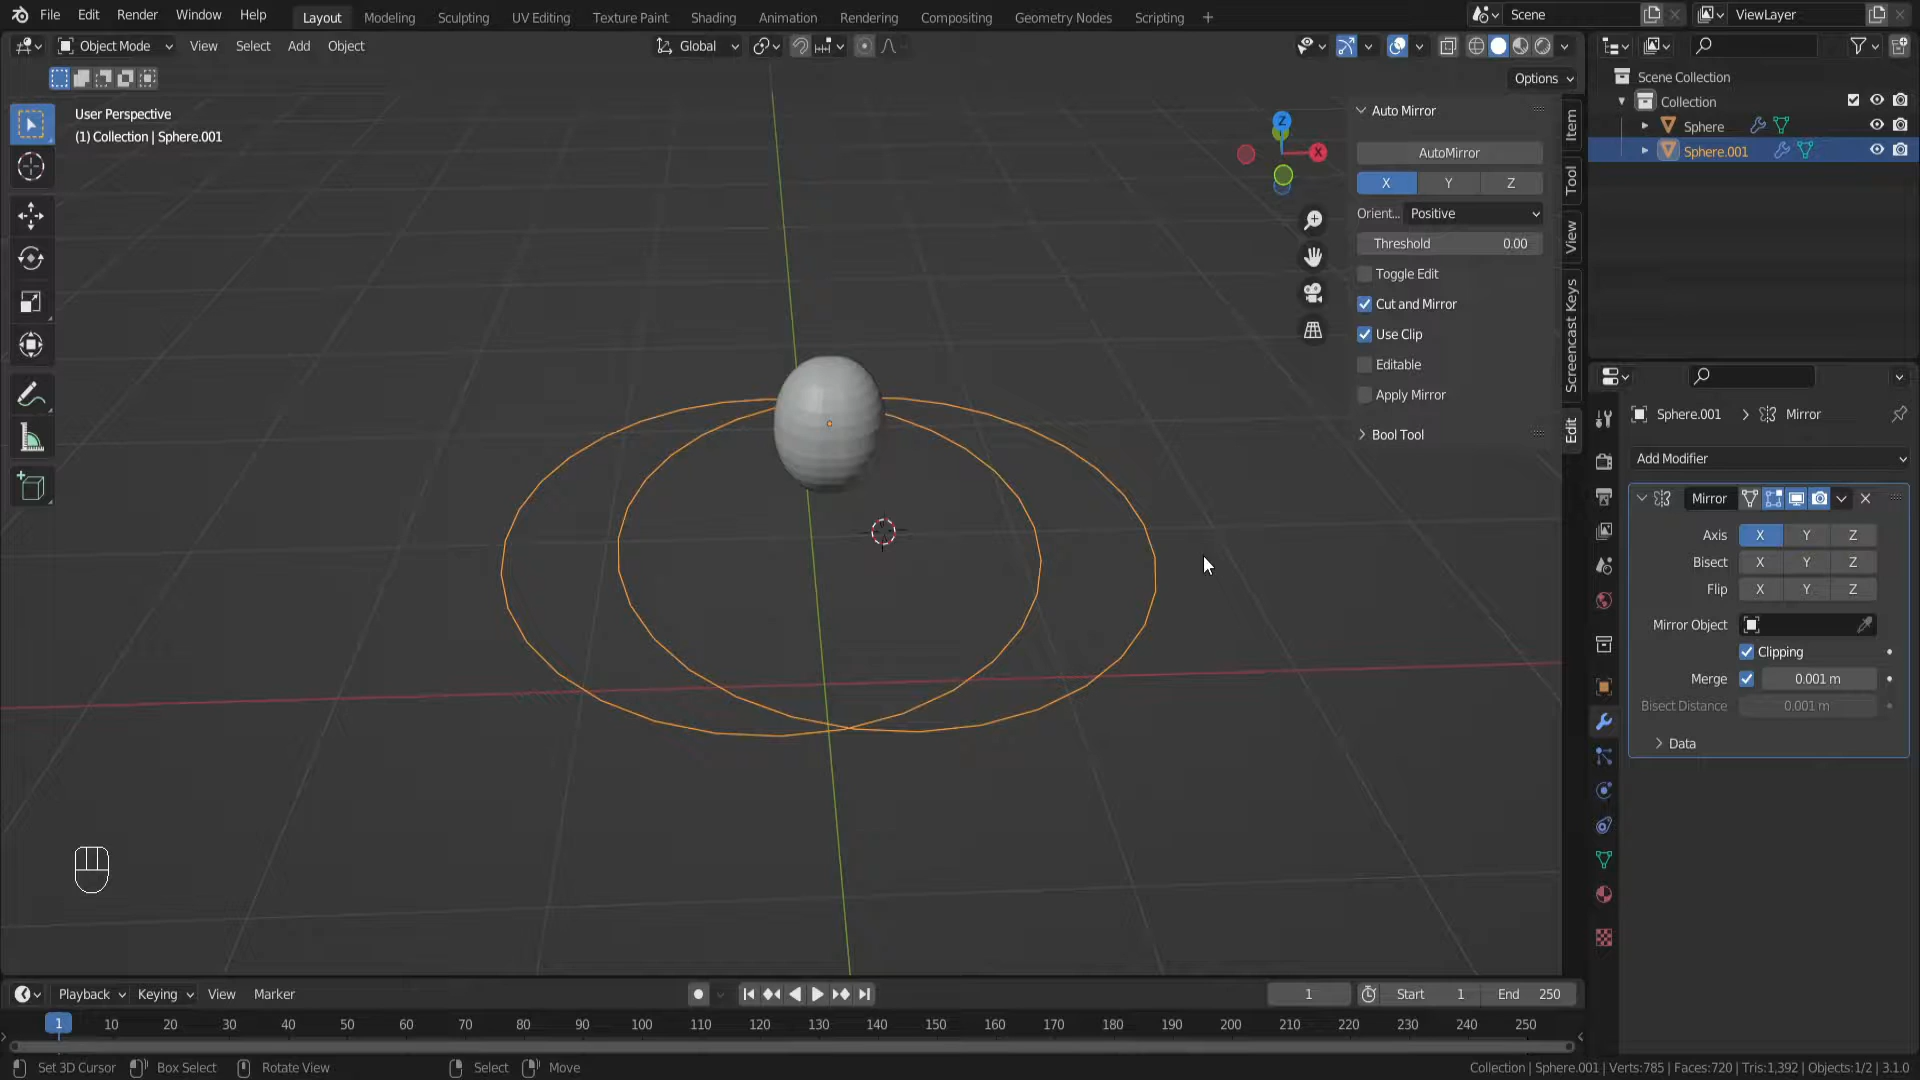 File Edit Render Window Help Layout Modeling Sculpting UV Editing Texture Paint Shading Animation Rendering Compositing Geometry Nodes Scripting + Scene ViewLayer
Object Mode View Select Add Object Global
Options
User Perspective
(1) Collection | Sphere.001
Z
X
Auto Mirror
AutoMirror
X Y Z
Orient... Positive
Threshold 0.00
Toggle Edit
Cut and Mirror
Use Clip
Editable
Apply Mirror
Bool Tool
Item
Tool
View
Screencast Keys
Edit
Scene Collection
Collection
Sphere
Sphere.001
Sphere.001 > Mirror
Add Modifier
Mirror
Axis X Y Z
Bisect X Y Z
Flip X Y Z
Mirror Object
Clipping
Merge 0.001 m
Bisect Distance 0.001 m
Data
Playback Keying View Marker 1 Start 1 End 250
1 10 20 30 40 50 60 70 80 90 100 110 120 130 140 150 160 170 180 190 200 210 220 230 240 250
Set 3D Cursor Box Select Rotate View Select Move Collection | Sphere.001 | Verts:785 | Faces:720 | Tris:1,392 | Objects:1/2 | 3.1.0